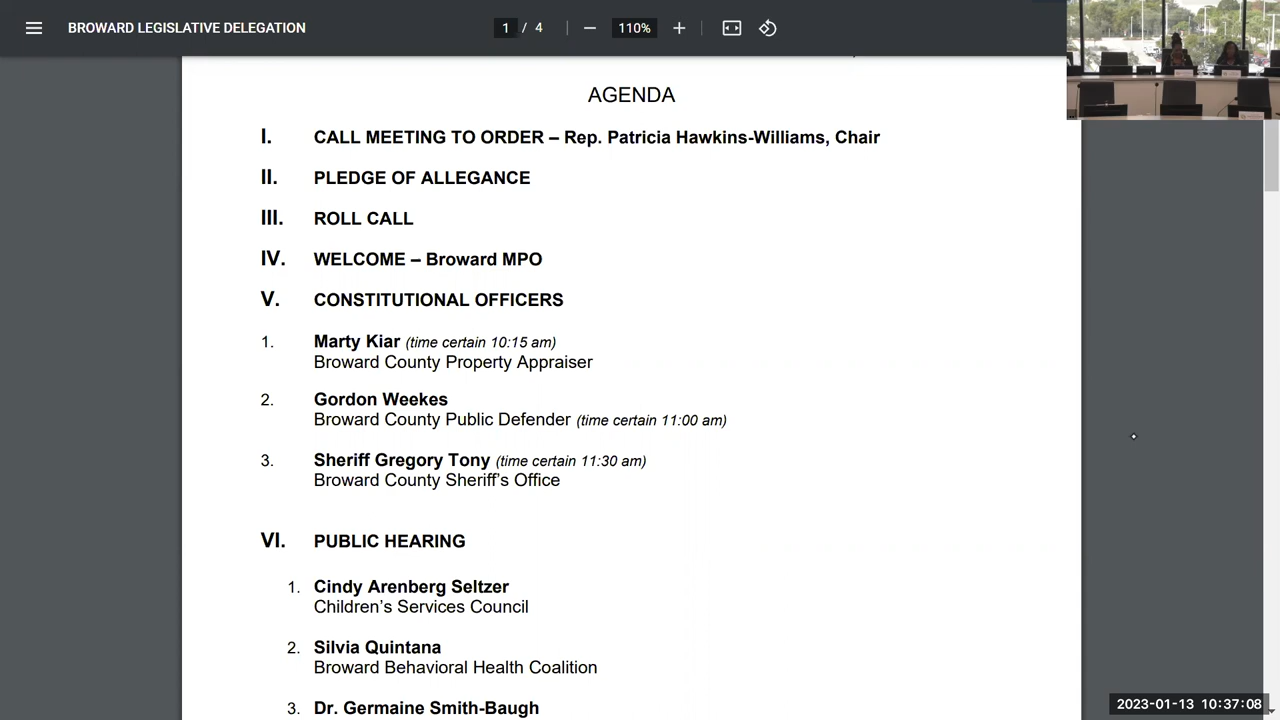 BROWARD LEGISLATIVE DELEGATION
1 / 4
110%
AGENDA
I. CALL MEETING TO ORDER – Rep. Patricia Hawkins-Williams, Chair
II. PLEDGE OF ALLEGANCE
III. ROLL CALL
IV. WELCOME – Broward MPO
V. CONSTITUTIONAL OFFICERS
1. Marty Kiar (time certain 10:15 am)
Broward County Property Appraiser
2. Gordon Weekes
Broward County Public Defender (time certain 11:00 am)
3. Sheriff Gregory Tony (time certain 11:30 am)
Broward County Sheriff's Office
VI. PUBLIC HEARING
1. Cindy Arenberg Seltzer
Children's Services Council
2. Silvia Quintana
Broward Behavioral Health Coalition
3. Dr. Germaine Smith-Baugh
2023-01-13 10:37:08